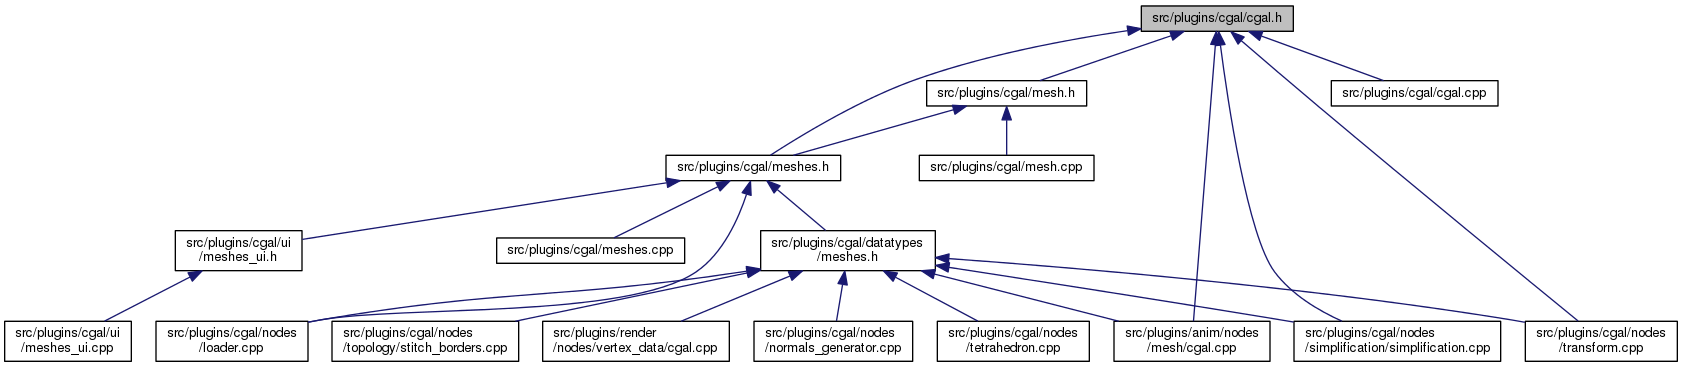 src/plugins/cgal/cgal.h
src/plugins/cgal/mesh.h
src/plugins/cgal/cgal.cpp
src/plugins/cgal/meshes.h
src/plugins/cgal/mesh.cpp
src/plugins/cgal/ui
/meshes_ui.h
src/plugins/cgal/meshes.cpp
src/plugins/cgal/datatypes
/meshes.h
src/plugins/cgal/ui
/meshes_ui.cpp
src/plugins/cgal/nodes
/loader.cpp
src/plugins/cgal/nodes
/topology/stitch_borders.cpp
src/plugins/render
/nodes/vertex_data/cgal.cpp
src/plugins/cgal/nodes
/normals_generator.cpp
src/plugins/cgal/nodes
/tetrahedron.cpp
src/plugins/anim/nodes
/mesh/cgal.cpp
src/plugins/cgal/nodes
/simplification/simplification.cpp
src/plugins/cgal/nodes
/transform.cpp